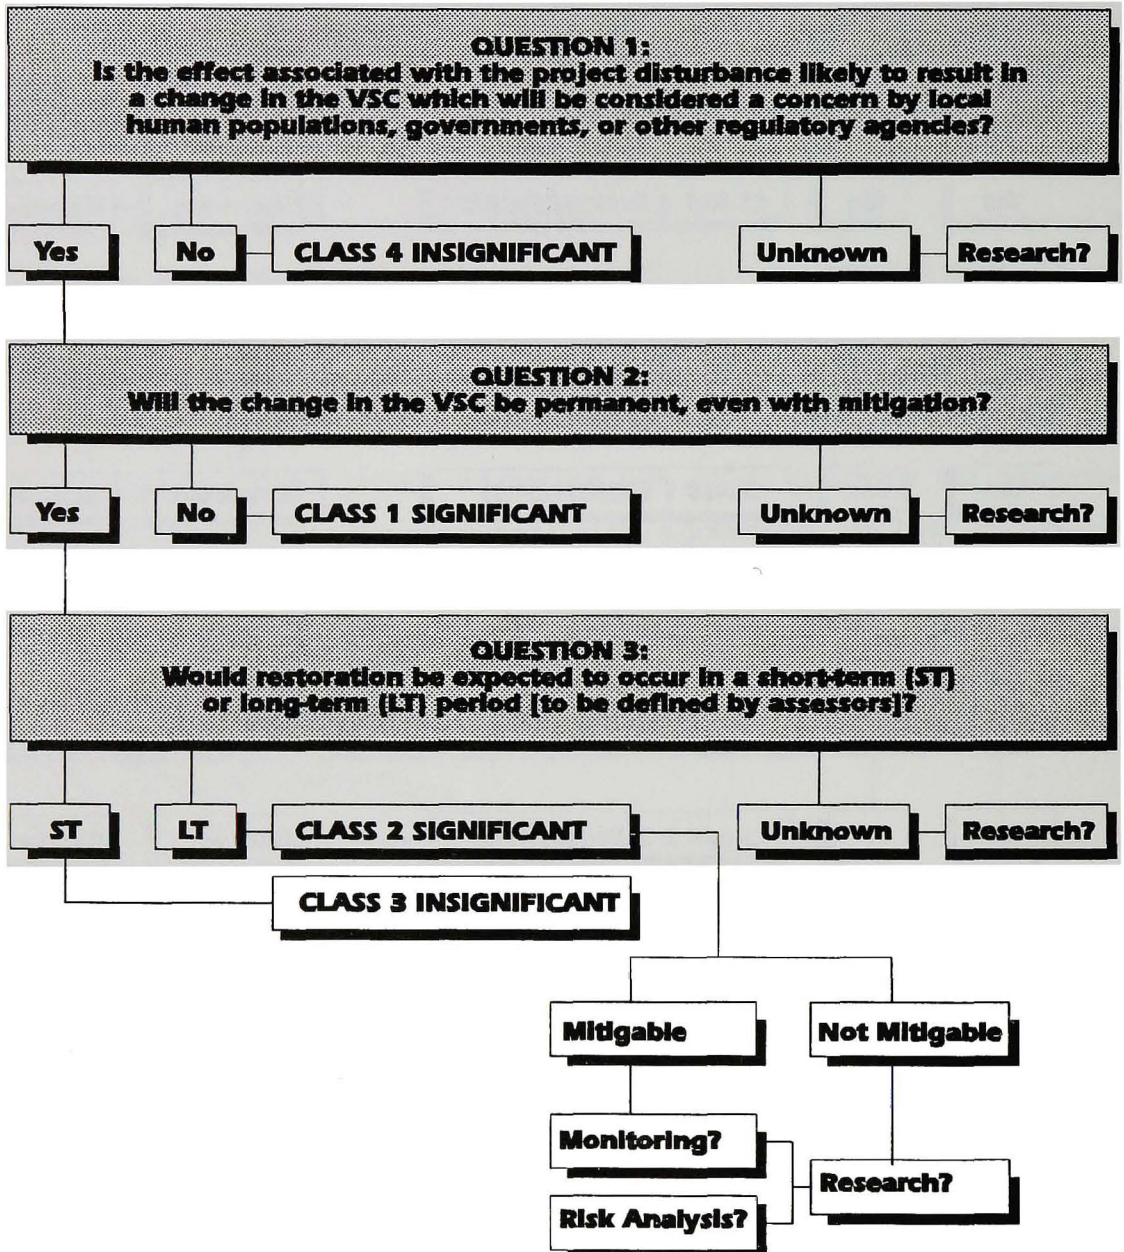 QUESTION 1:
Is the effect associated with the project disturbance likely to result in
a change in the VSC which will be considered a concern by local
human populations, governments, or other regulatory agencies?
Yes
No
CLASS 4 INSIGNIFICANT
Unknown
Research?
QUESTION 2:
Will the change in the VSC be permanent, even with mitigation?
Yes
No
CLASS 1 SIGNIFICANT
Unknown
Research?
QUESTION 3:
Would restoration be expected to occur in a short-term (ST)
or long-term (LT) period [to be defined by assessors]?
ST
LT
CLASS 2 SIGNIFICANT
Unknown
Research?
CLASS 3 INSIGNIFICANT
Mitigable
Not Mitigable
Monitoring?
Research?
Risk Analysis?